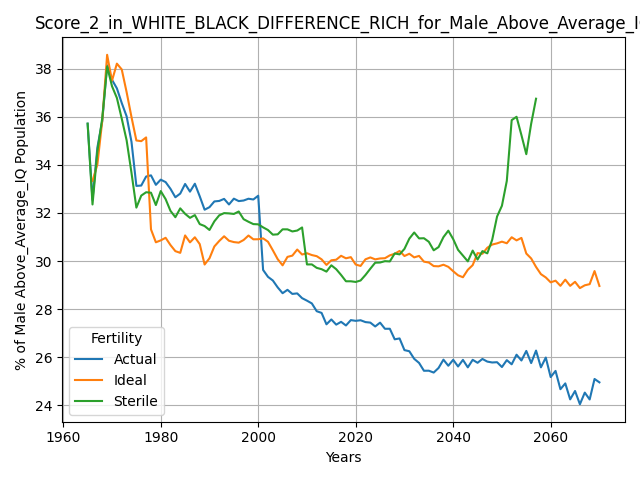 Score_2_in_WHITE_BLACK_DIFFERENCE_RICH_for_Male_Above_Average_IQ
% of Male Above_Average_IQ Population
38
36
34
32
30
28
26
24
Fertility
Actual
Ideal
Sterile
1960 1980 2000 2020 2040 2060
Years